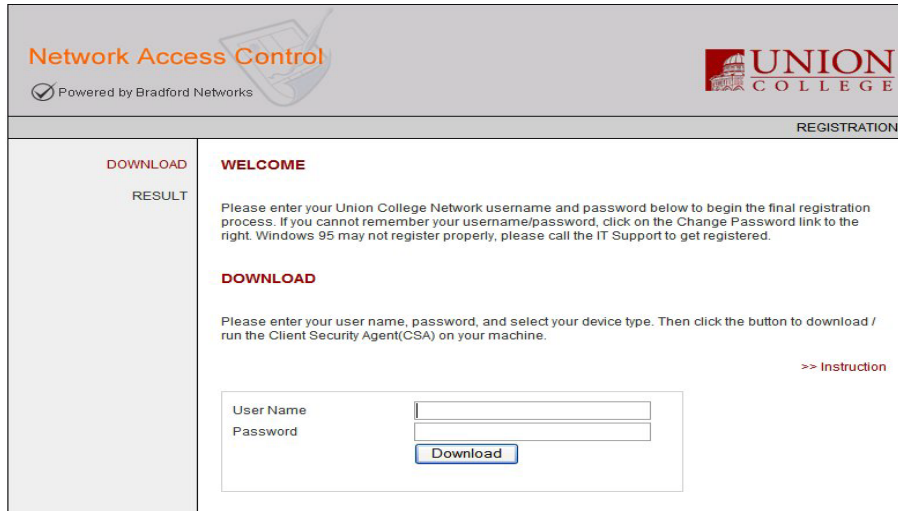 Network Access Control
Powered by Bradford Networks
UNION
COLLEGE
REGISTRATION
DOWNLOAD
RESULT
WELCOME
Please enter your Union College Network username and password below to begin the final registration
process. If you cannot remember your username/password, click on the Change Password link to the
right. Windows 95 may not register properly, please call the IT Support to get registered.
DOWNLOAD
Please enter your user name, password, and select your device type. Then click the button to download /
run the Client Security Agent(CSA) on your machine.
>> Instruction
User Name
Password
Download